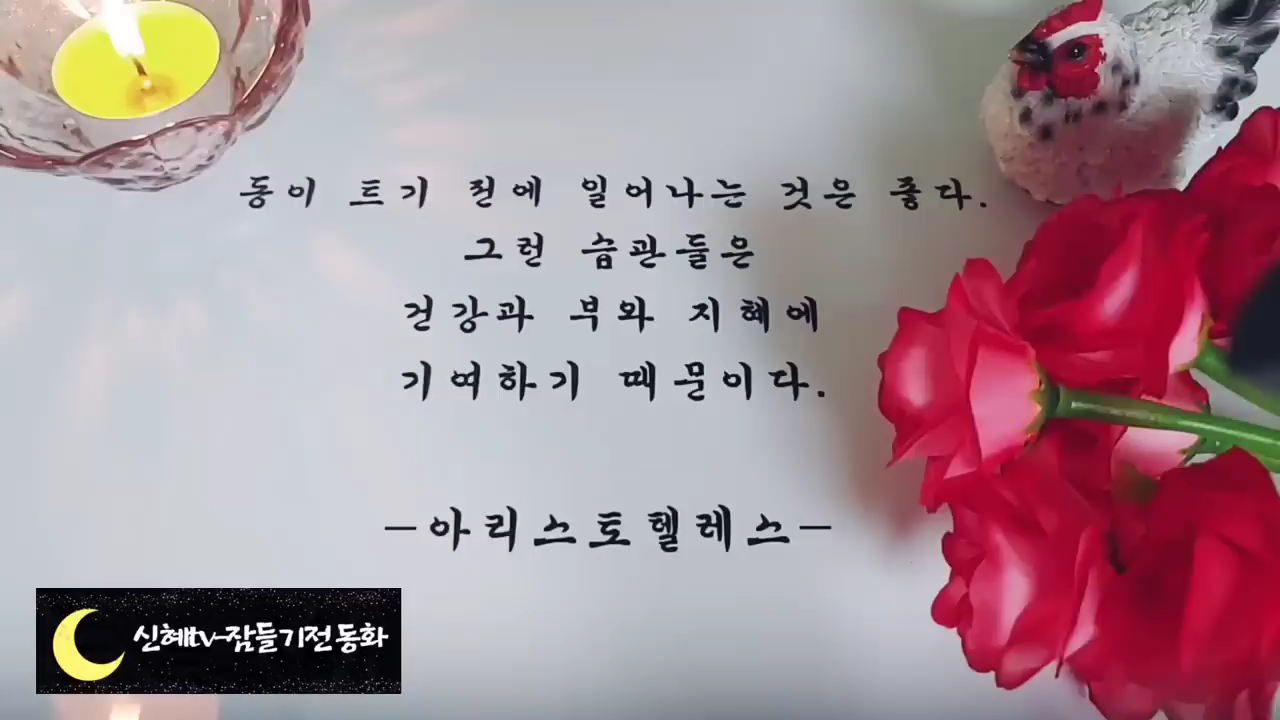 동이 트기 전에 일어나는 것은 좋다.
그런 습관들은
건강과 부와 지혜에
기여하기 때문이다.
-아리스토텔레스-
신혜tv-잠들기전 동화